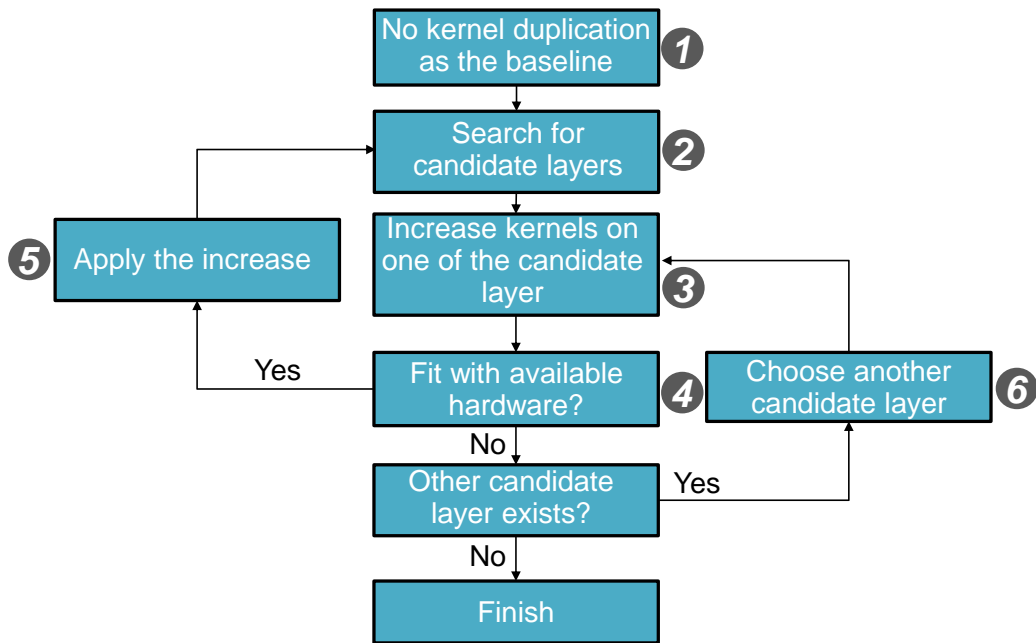 No kernel duplication
as the baseline
1
Search for
candidate layers
2
Increase kernels on
one of the candidate
layer
3
5
Apply the increase
Yes
Fit with available
hardware?
4
Choose another
candidate layer
6
No
Other candidate
layer exists?
Yes
No
Finish